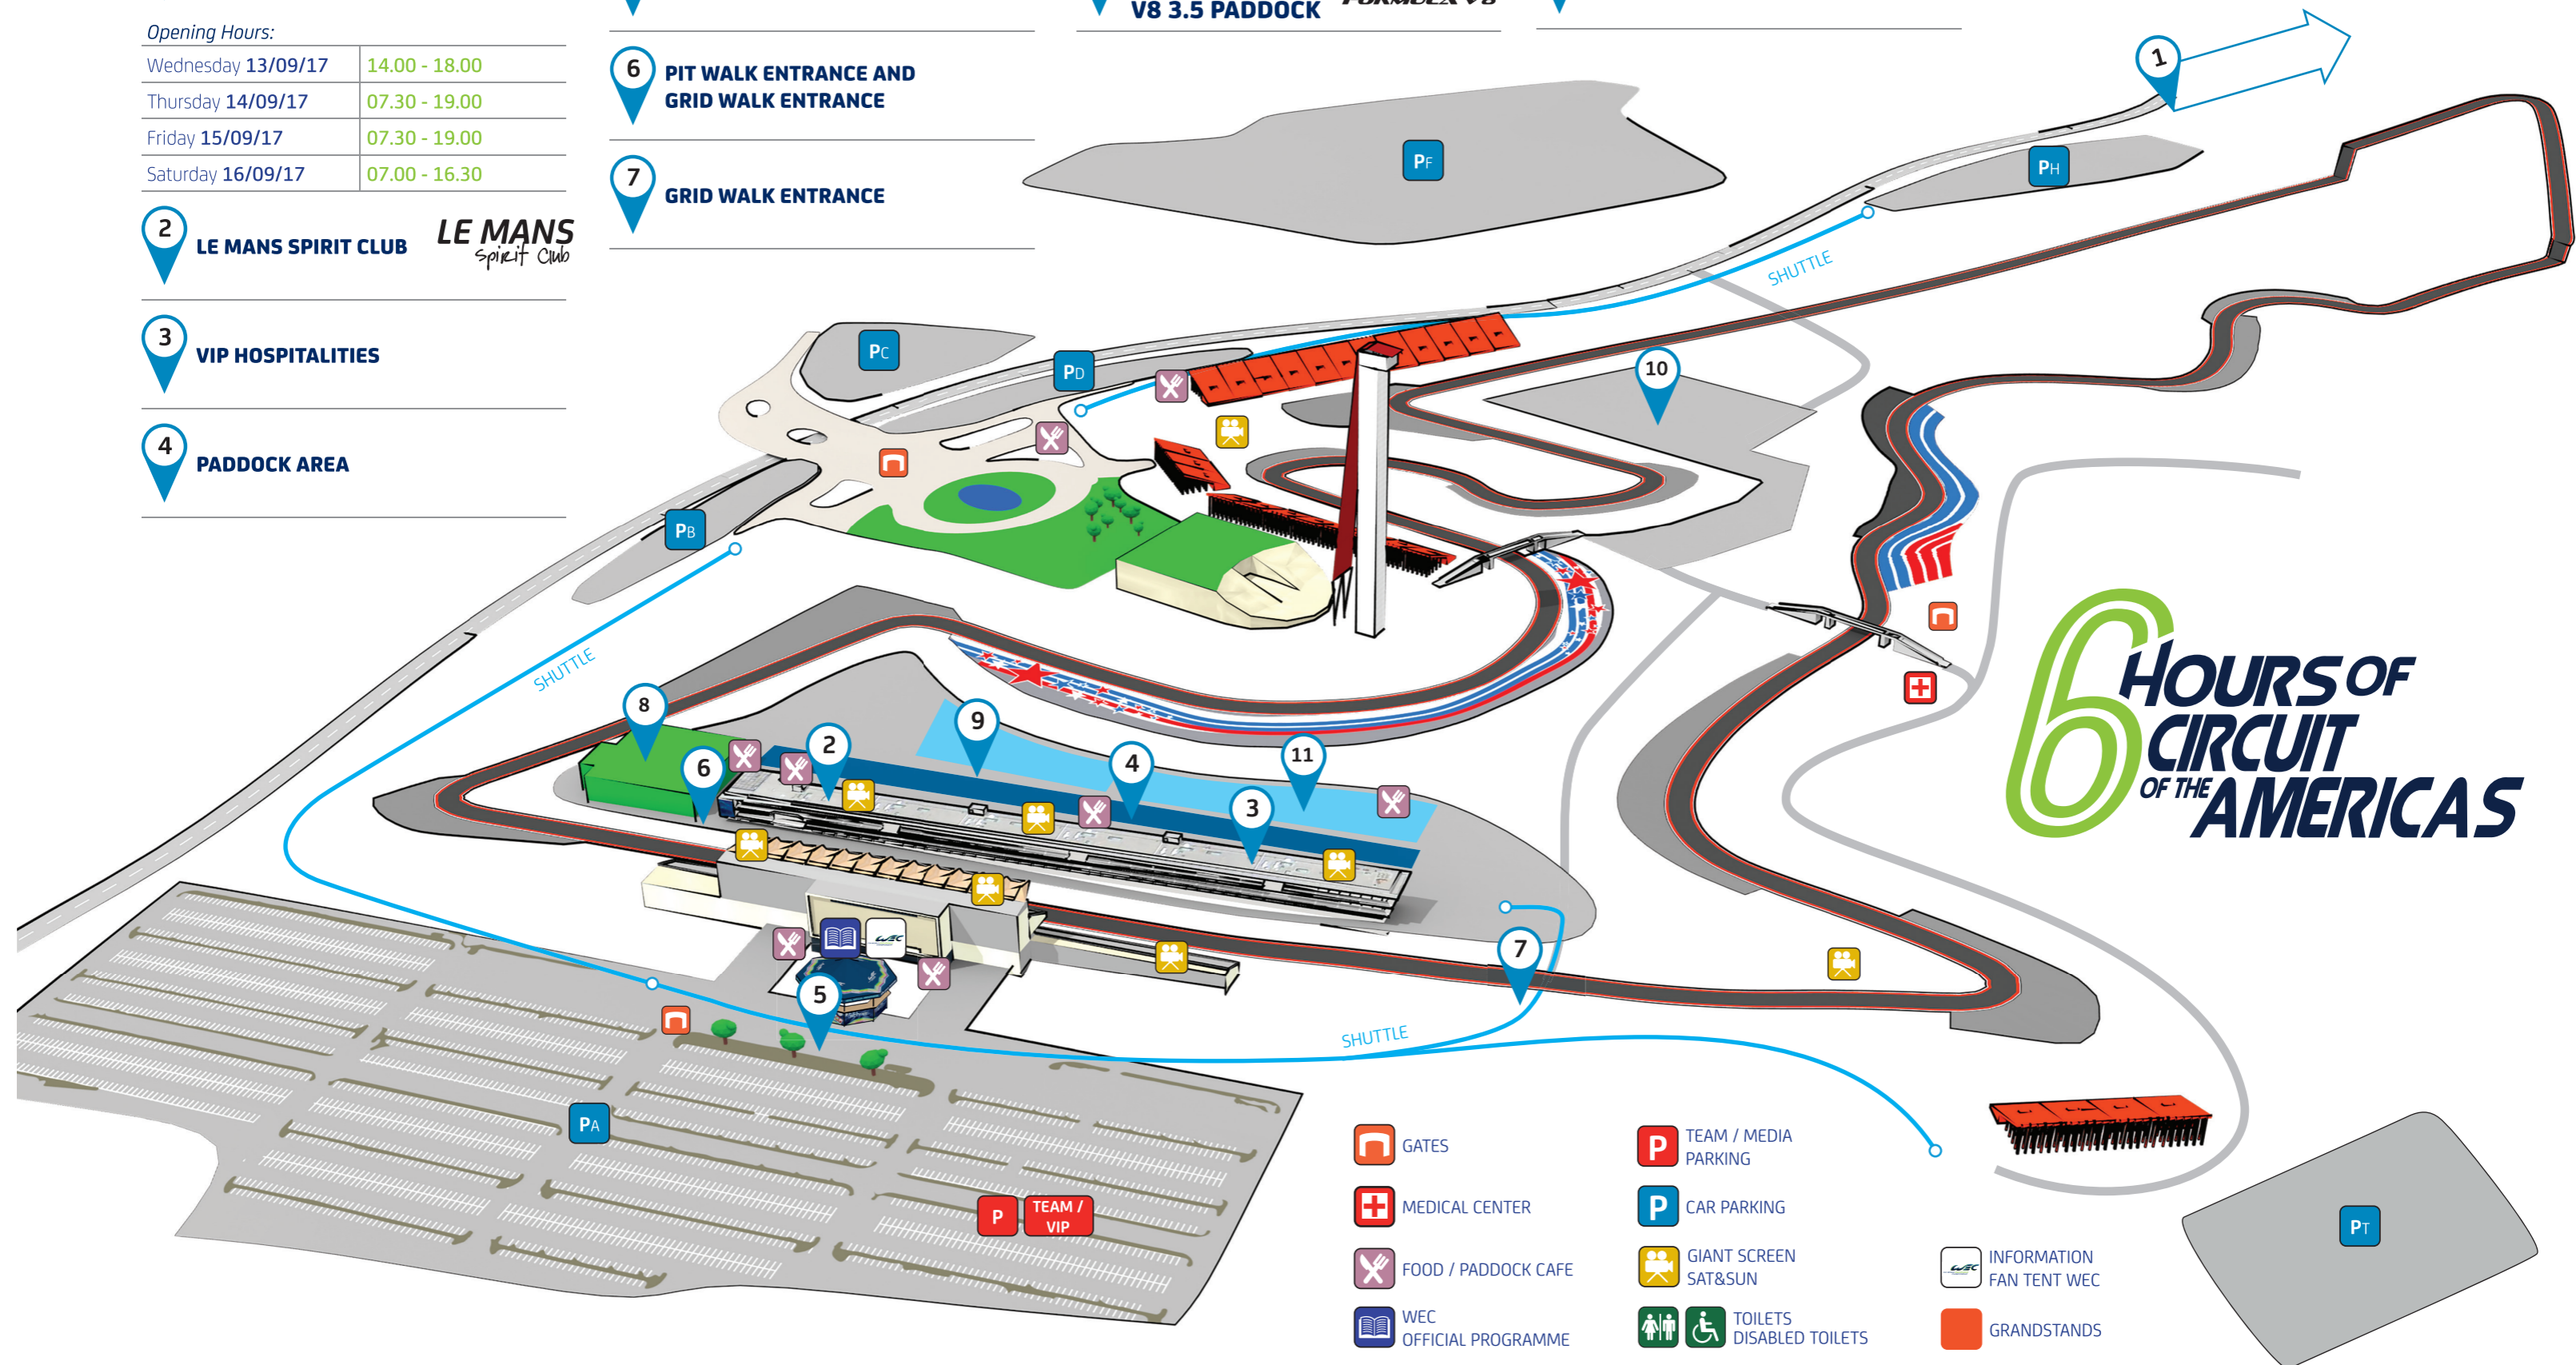 Opening Hours:
Wednesday 13/09/17 14.00 - 18.00
Thursday 14/09/17 07.30 - 19.00
Friday 15/09/17 07.30 - 19.00
Saturday 16/09/17 07.00 - 16.30
2 LE MANS SPIRIT CLUB
LE MANS
Spirit Club
3 VIP HOSPITALITIES
4 PADDOCK AREA
6 PIT WALK ENTRANCE AND
GRID WALK ENTRANCE
7 GRID WALK ENTRANCE
V8 3.5 PADDOCK
1
PF
PH
SHUTTLE
PC
PD
10
PB
SHUTTLE
8
9
2
6
4
11
3
7
5
WEC
SHUTTLE
PA
P
TEAM /
VIP
PT
6 HOURS OF
CIRCUIT
OF THE AMERICAS
GATES
MEDICAL CENTER
FOOD / PADDOCK CAFE
WEC
OFFICIAL PROGRAMME
P TEAM / MEDIA
PARKING
P CAR PARKING
GIANT SCREEN
SAT&SUN
TOILETS
DISABLED TOILETS
WEC INFORMATION
FAN TENT WEC
GRANDSTANDS